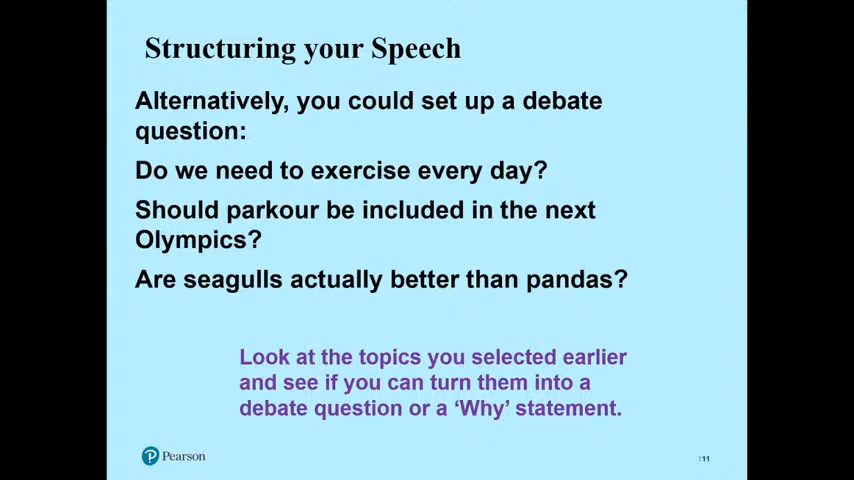 Structuring your Speech
Alternatively, you could set up a debate
question:
Do we need to exercise every day?
Should parkour be included in the next
Olympics?
Are seagulls actually better than pandas?
Look at the topics you selected earlier
and see if you can turn them into a
debate question or a ‘Why’ statement.
P Pearson
11